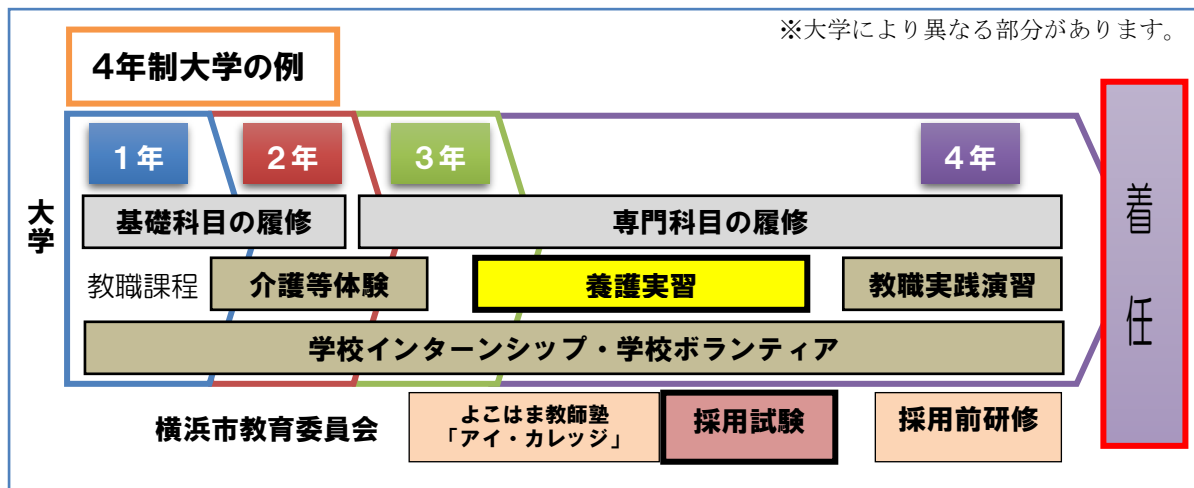 ※大学により異なる部分があります。
4年制大学の例
1年
2年
3年
4年
大学
基礎科目の履修
専門科目の履修
教職課程
介護等体験
養護実習
教職実践演習
学校インターンシップ・学校ボランティア
横浜市教育委員会
よこはま教師塾
「アイ・カレッジ」
採用試験
採用前研修
着任